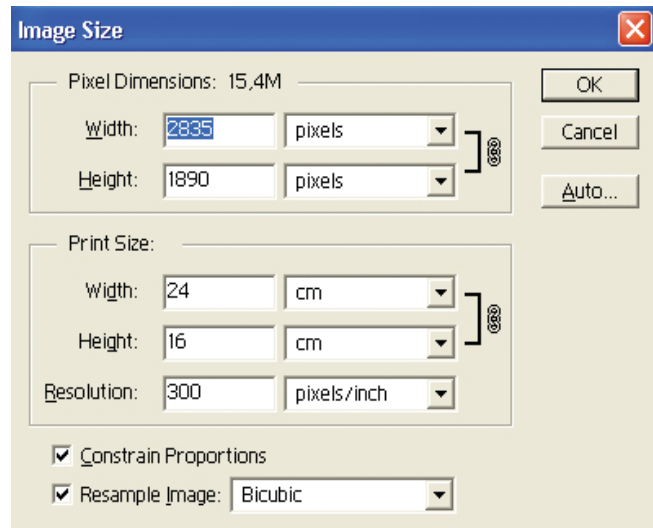 Image Size
Pixel Dimensions: 15,4M
OK
Width: 2835 pixels
Cancel
Height: 1890 pixels
Auto...
Print Size:
Width: 24 cm
Height: 16 cm
Resolution: 300 pixels/inch
Constrain Proportions
Resample Image: Bicubic